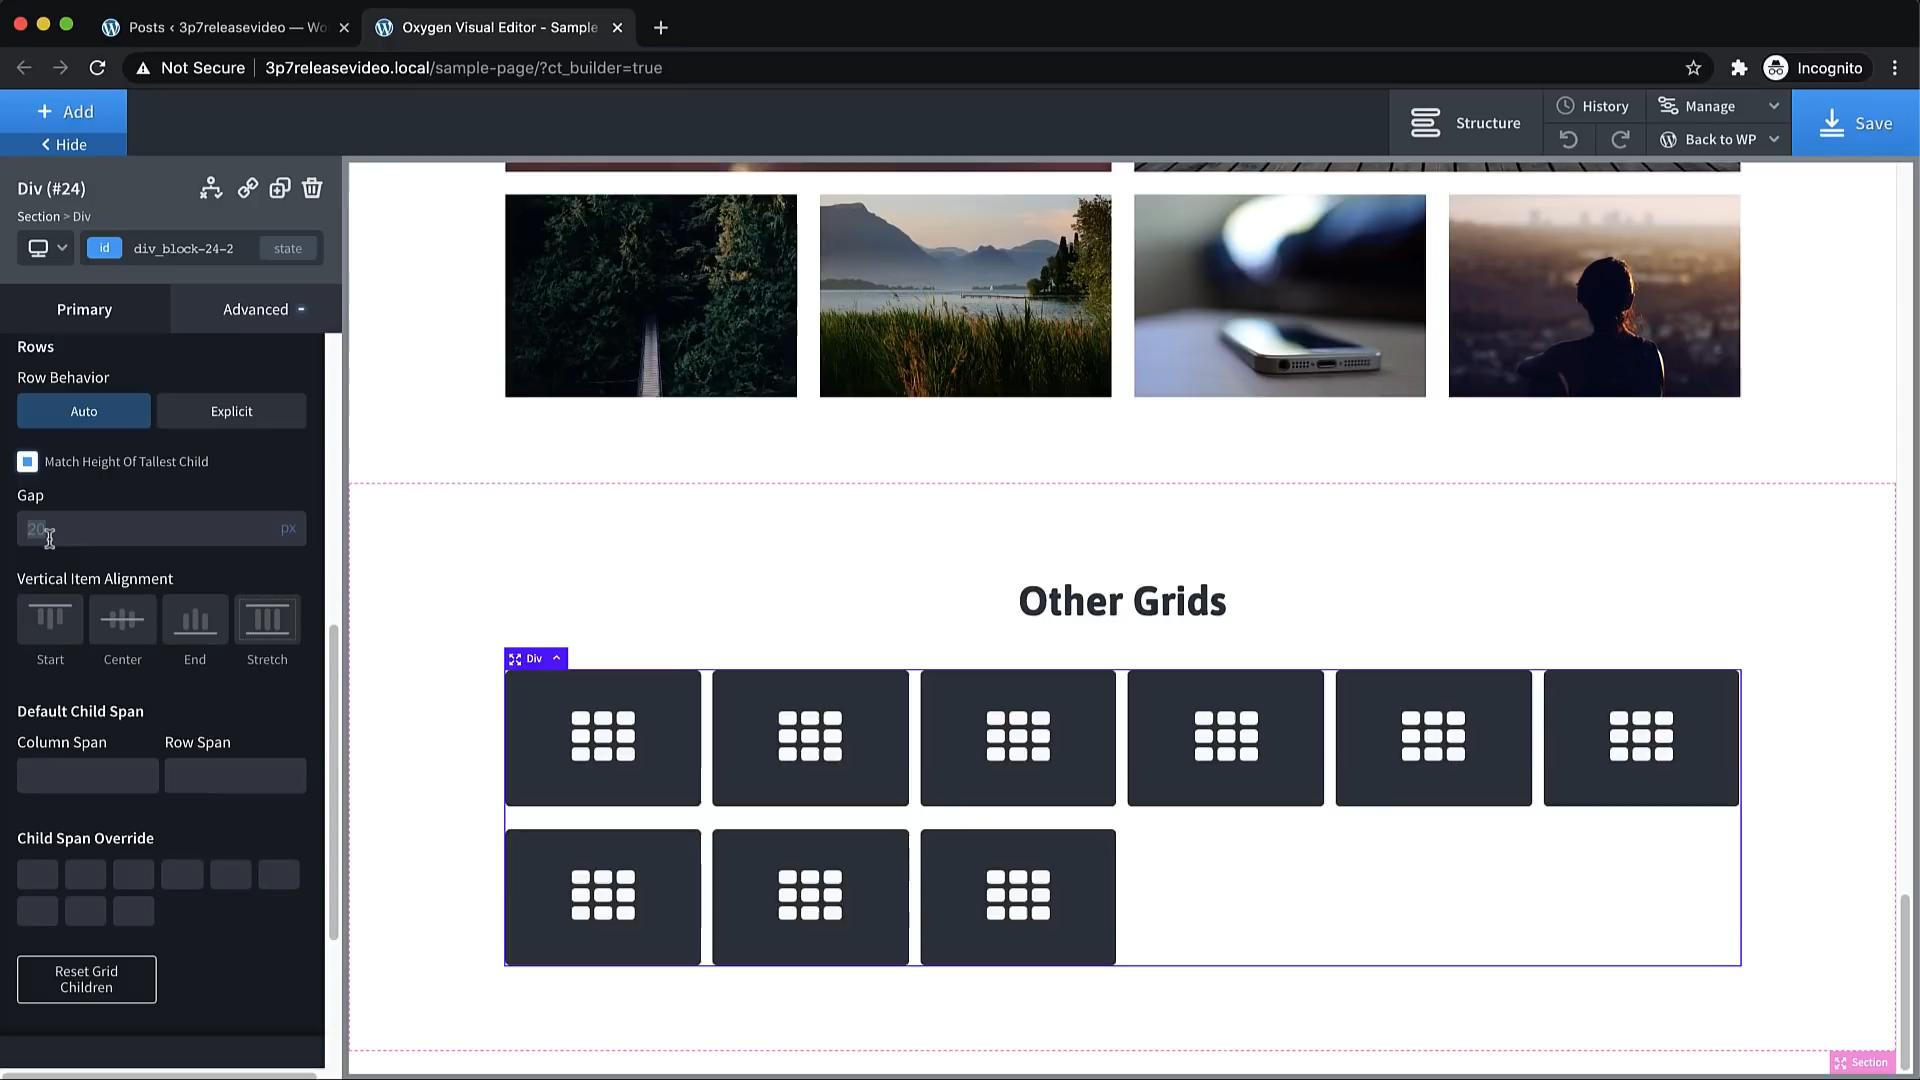 Posts ‹ 3p7releasevideo — Wo
Oxygen Visual Editor - Sample
Not Secure
3p7releasevideo.local/sample-page/?ct_builder=true
Incognito
+ Add
Hide
Structure
History
Manage
Back to WP
Save
Div (#24)
Section > Div
id
div_block-24-2
state
Primary
Advanced
Rows
Row Behavior
Auto
Explicit
Match Height Of Tallest Child
Gap
20
px
Vertical Item Alignment
Start
Center
End
Stretch
Default Child Span
Column Span
Row Span
Child Span Override
Reset Grid
Children
Other Grids
Div
Section